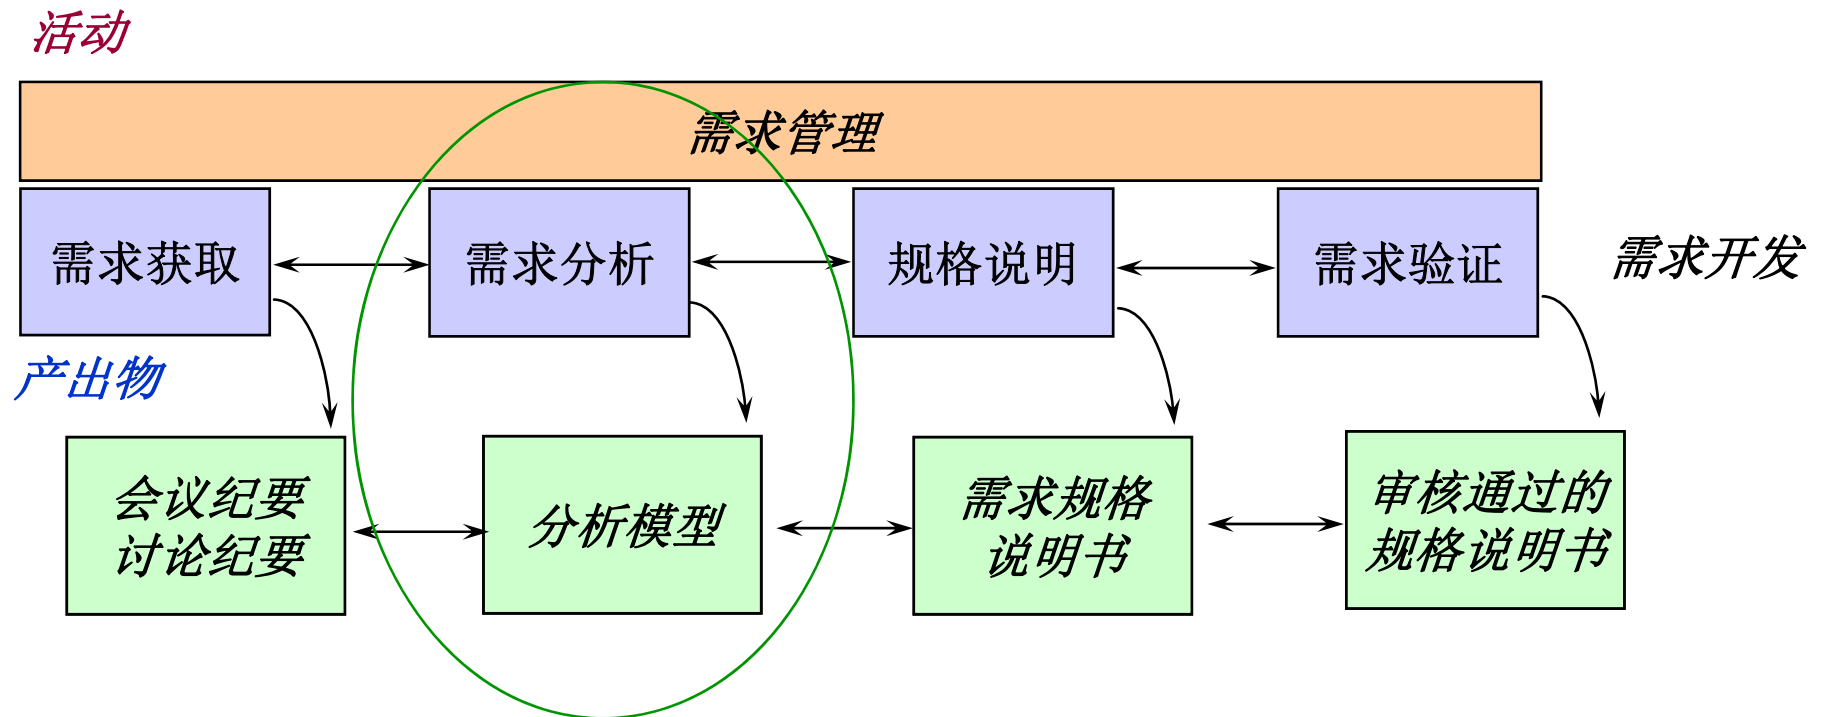 活动
需求管理
需求获取
需求分析
规格说明
需求验证
需求开发
产出物
会议纪要
讨论纪要
分析模型
需求规格
说明书
审核通过的
规格说明书